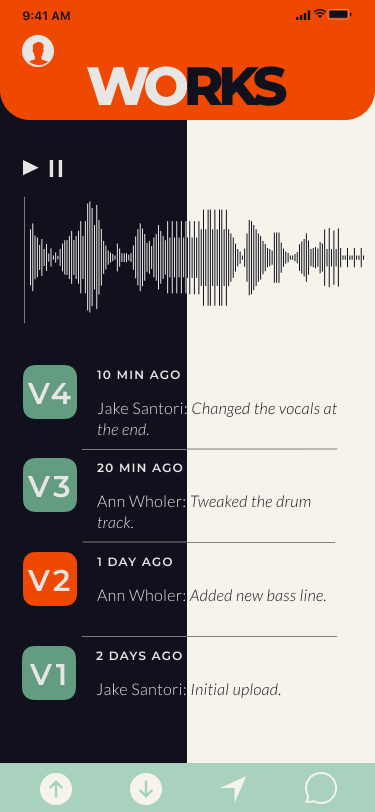 9:41 AM
WORKS
V4
10 MIN AGO
Jake Santori: Changed the vocals at
the end.
V3
20 MIN AGO
Ann Wholer: Tweaked the drum
track.
V2
1 DAY AGO
Ann Wholer: Added new bass line.
V1
2 DAYS AGO
Jake Santori: Initial upload.